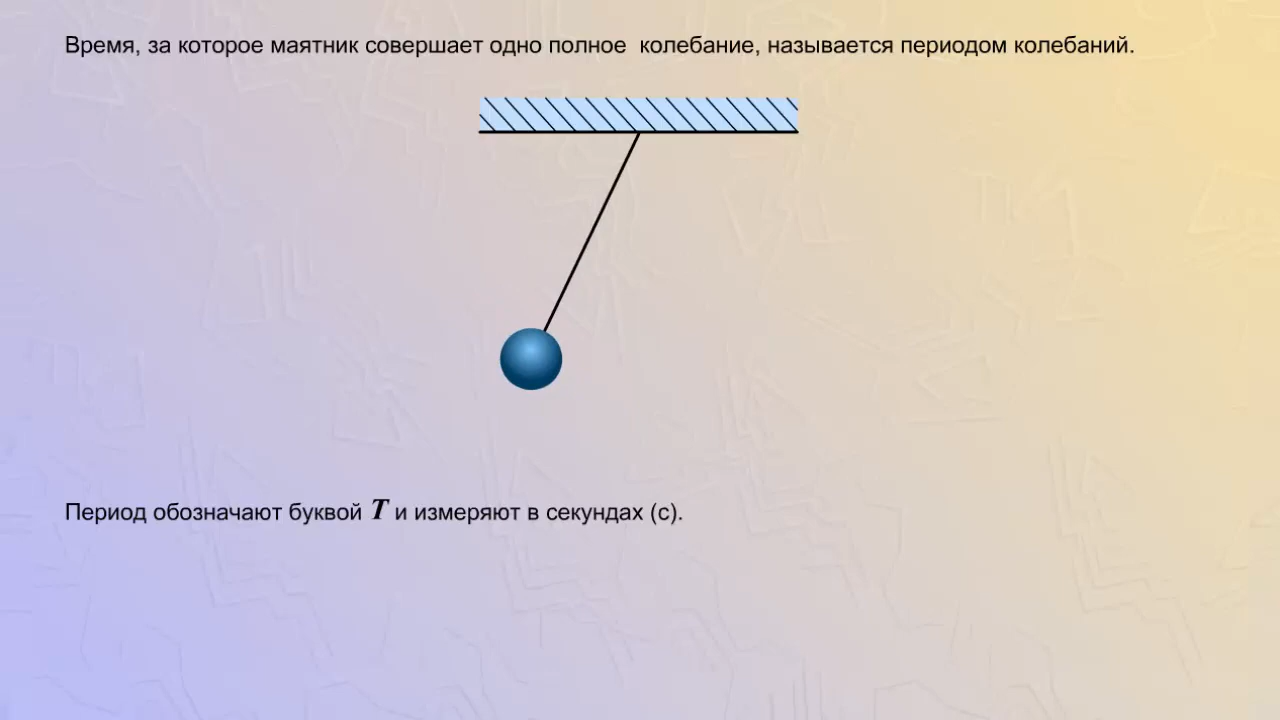 Время, за которое маятник совершает одно полное колебание, называется периодом колебаний.
Период обозначают буквой T и измеряют в секундах (с).